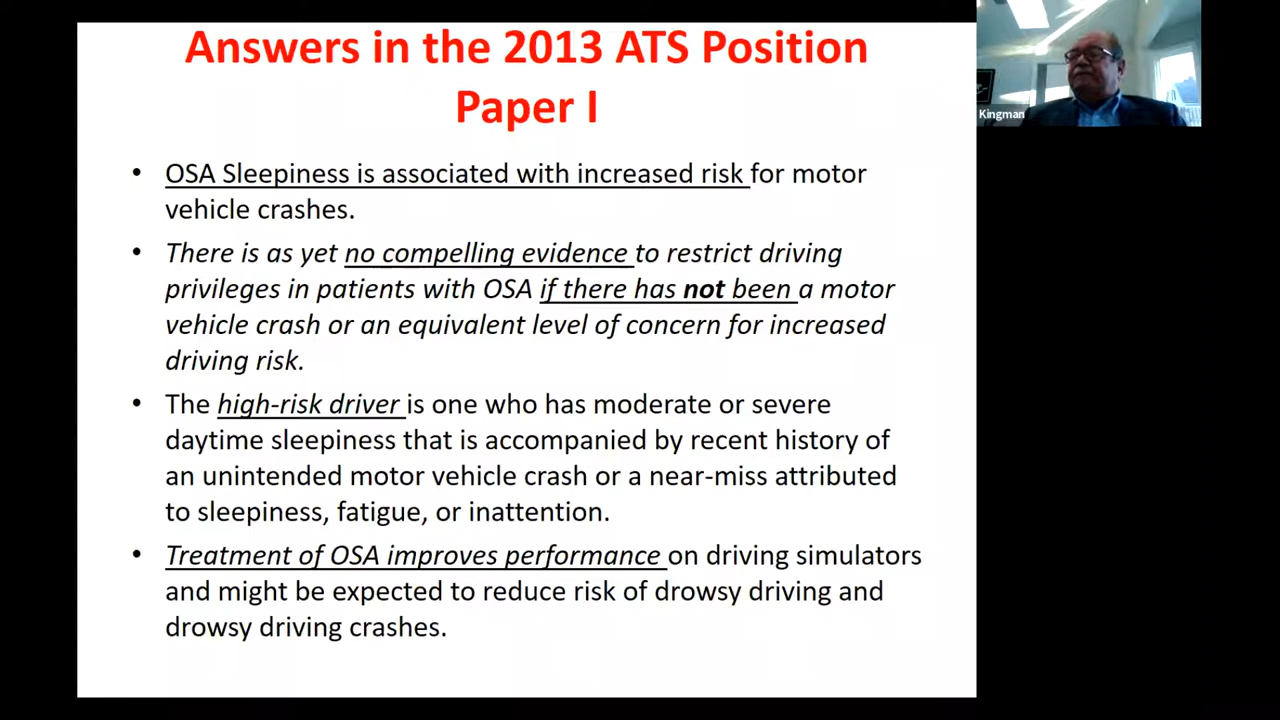 Answers in the 2013 ATS Position
Paper I
Kingman
• OSA Sleepiness is associated with increased risk for motor
vehicle crashes.
• There is as yet no compelling evidence to restrict driving
privileges in patients with OSA if there has not been a motor
vehicle crash or an equivalent level of concern for increased
driving risk.
• The high-risk driver is one who has moderate or severe
daytime sleepiness that is accompanied by recent history of
an unintended motor vehicle crash or a near-miss attributed
to sleepiness, fatigue, or inattention.
• Treatment of OSA improves performance on driving simulators
and might be expected to reduce risk of drowsy driving and
drowsy driving crashes.